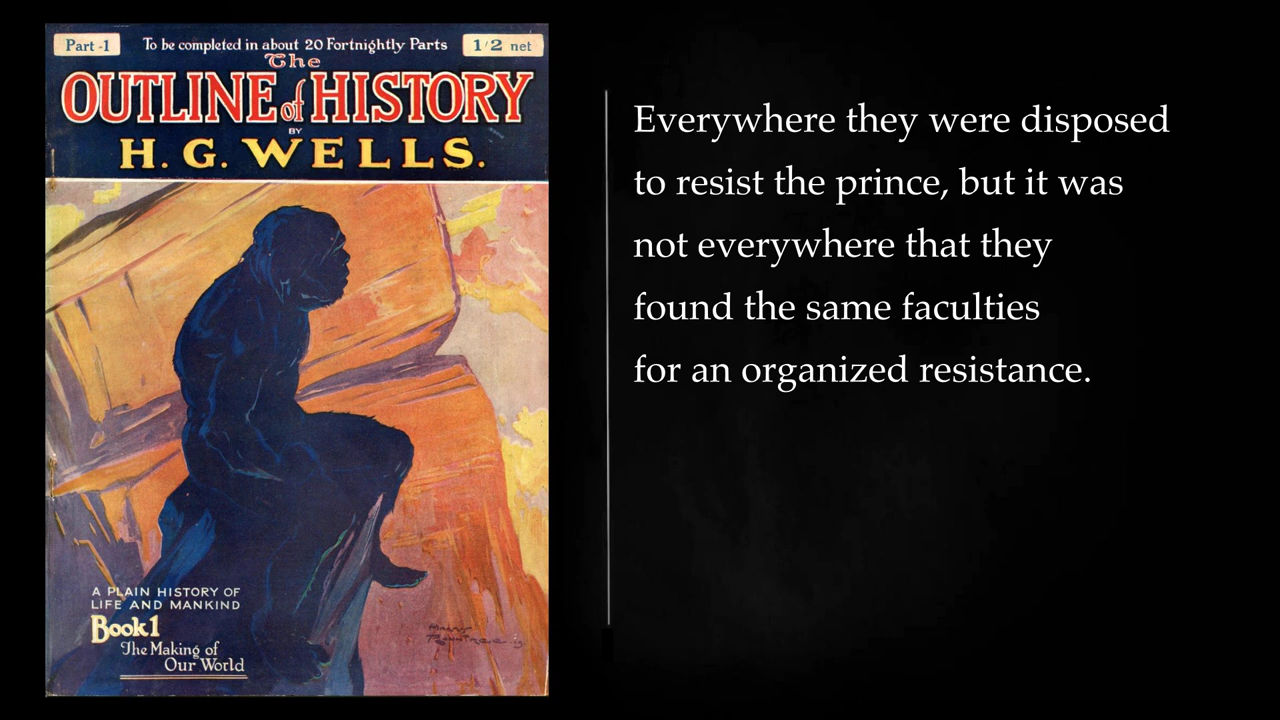 Part -1
To be completed in about 20 Fortnightly Parts
1/2 net
The
OUTLINE of HISTORY
BY
H. G. WELLS.
A PLAIN HISTORY OF
LIFE AND MANKIND
Book 1
The Making of
Our World
Everywhere they were disposed
to resist the prince, but it was
not everywhere that they
found the same faculties
for an organized resistance.